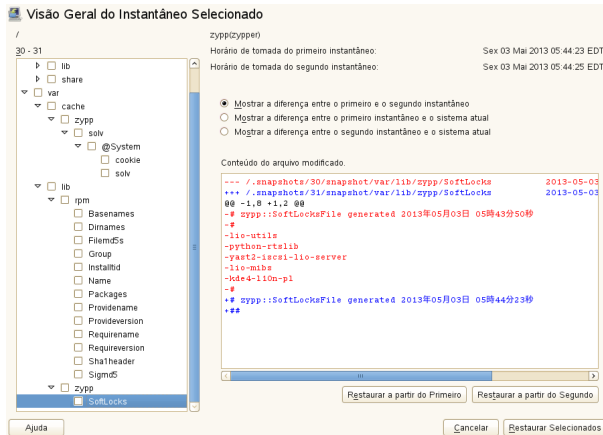 Visão Geral do Instantâneo Selecionado
/
30 - 31
lib
share
var
cache
zypp
solv
@System
cookie
solv
lib
rpm
Basenames
Dirnames
Filemd5s
Group
Installtid
Name
Packages
Providename
Provideversion
Requirename
Requireversion
Sha1header
Sigmd5
zypp
SoftLocks
zypp(zypper)
Horário de tomada do primeiro instantâneo: Sex 03 Mai 2013 05:44:23 EDT
Horário de tomada do segundo instantâneo: Sex 03 Mai 2013 05:44:25 EDT
Mostrar a diferença entre o primeiro e o segundo instantâneo
Mostrar a diferença entre o primeiro instantâneo e o sistema atual
Mostrar a diferença entre o segundo instantâneo e o sistema atual
Conteúdo do arquivo modificado.
--- /.snapshots/30/snapshot/var/lib/zypp/SoftLocks 2013-05-03
+++ /.snapshots/31/snapshot/var/lib/zypp/SoftLocks 2013-05-03
@@ -1,8 +1,2 @@
-# zypp::SoftLocksFile generated 2013年05月03日 05時43分50秒
-#
-lio-utils
-python-rtslib
-yast2-iscsi-lio-server
-lio-mibs
-kde4-l10n-pl
-#
+# zypp::SoftLocksFile generated 2013年05月03日 05時44分23秒
+##
Restaurar a partir do Primeiro Restaurar a partir do Segundo
Ajuda Cancelar Restaurar Selecionados